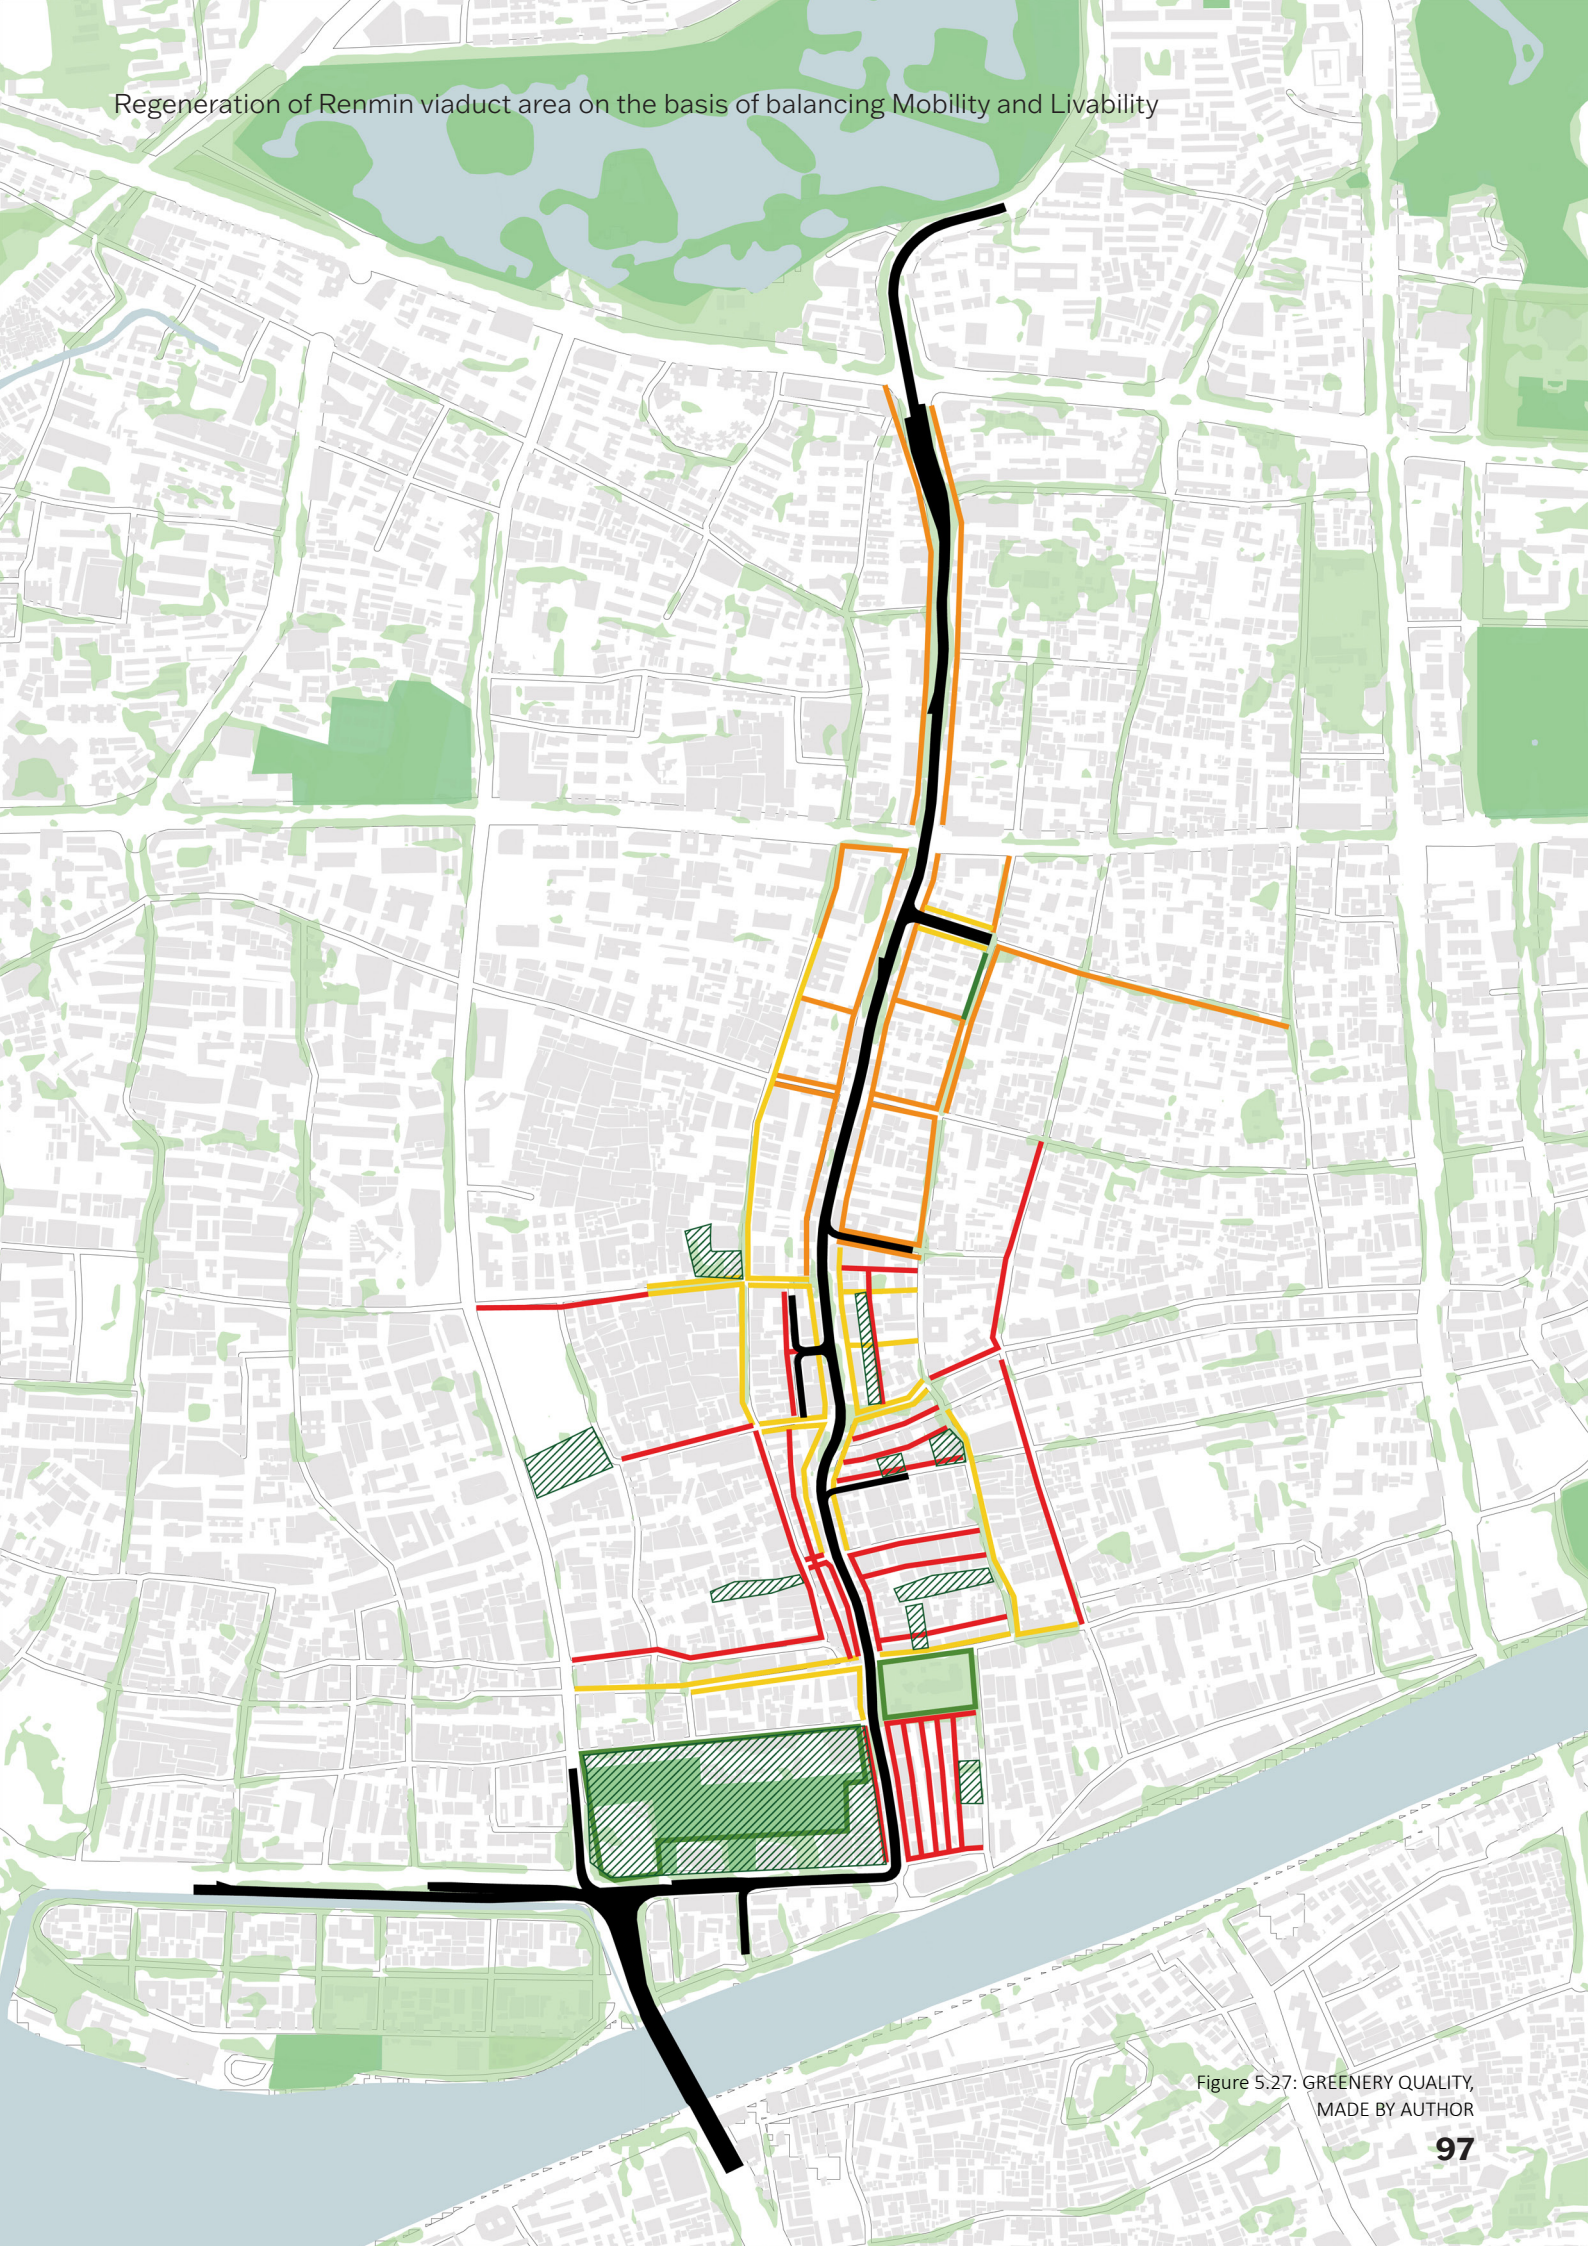 Regeneration of Renmin viaduct area on the basis of balancing Mobility and Livability
Figure 5.27: GREENERY QUALITY,
MADE BY AUTHOR
97